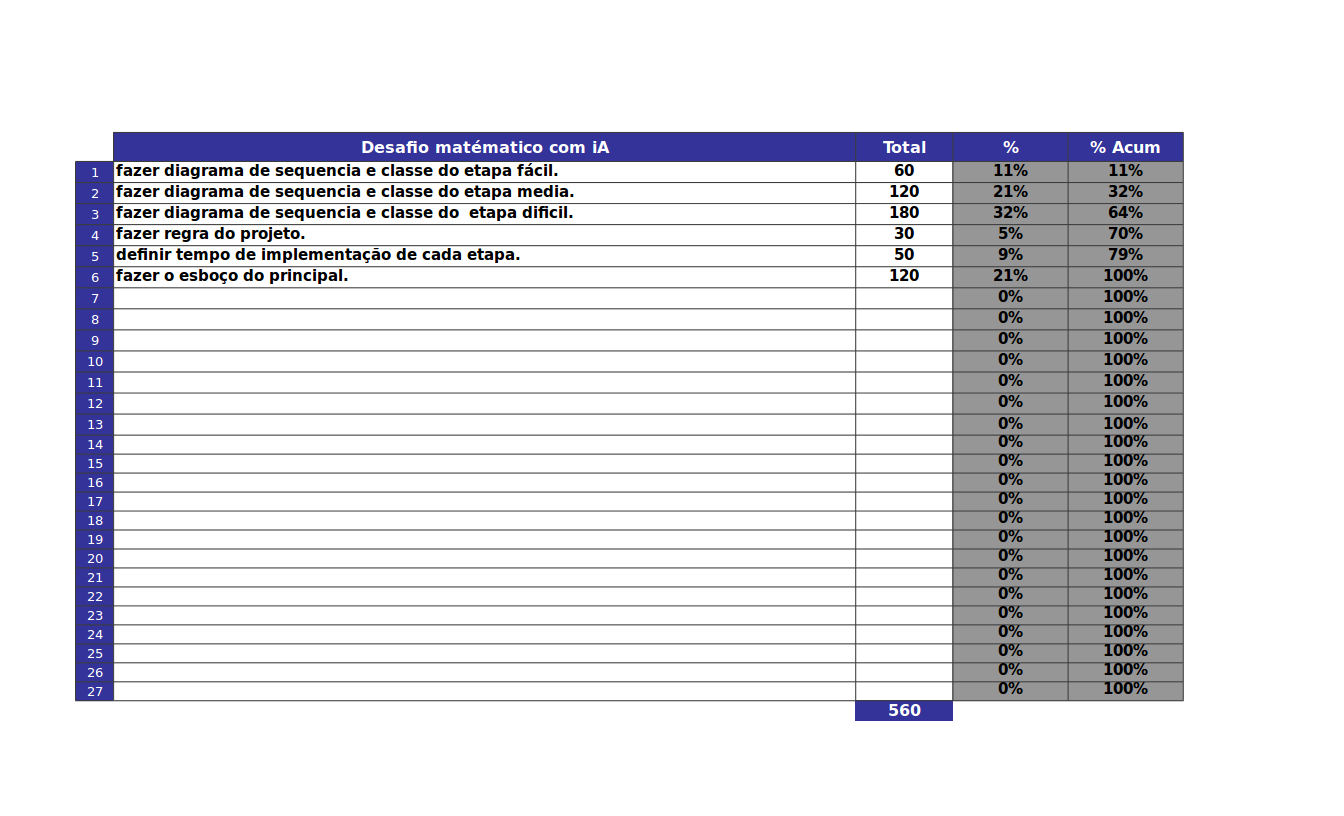 Desafio matématico com iA Total % % Acum
1 fazer diagrama de sequencia e classe do etapa fácil. 60 11% 11%
2 fazer diagrama de sequencia e classe do etapa media. 120 21% 32%
3 fazer diagrama de sequencia e classe do  etapa dificil. 180 32% 64%
4 fazer regra do projeto. 30 5% 70%
5 definir tempo de implementação de cada etapa. 50 9% 79%
6 fazer o esboço do principal. 120 21% 100%
7 0% 100%
8 0% 100%
9 0% 100%
10 0% 100%
11 0% 100%
12 0% 100%
13 0% 100%
14 0% 100%
15 0% 100%
16 0% 100%
17 0% 100%
18 0% 100%
19 0% 100%
20 0% 100%
21 0% 100%
22 0% 100%
23 0% 100%
24 0% 100%
25 0% 100%
26 0% 100%
27 0% 100%
560